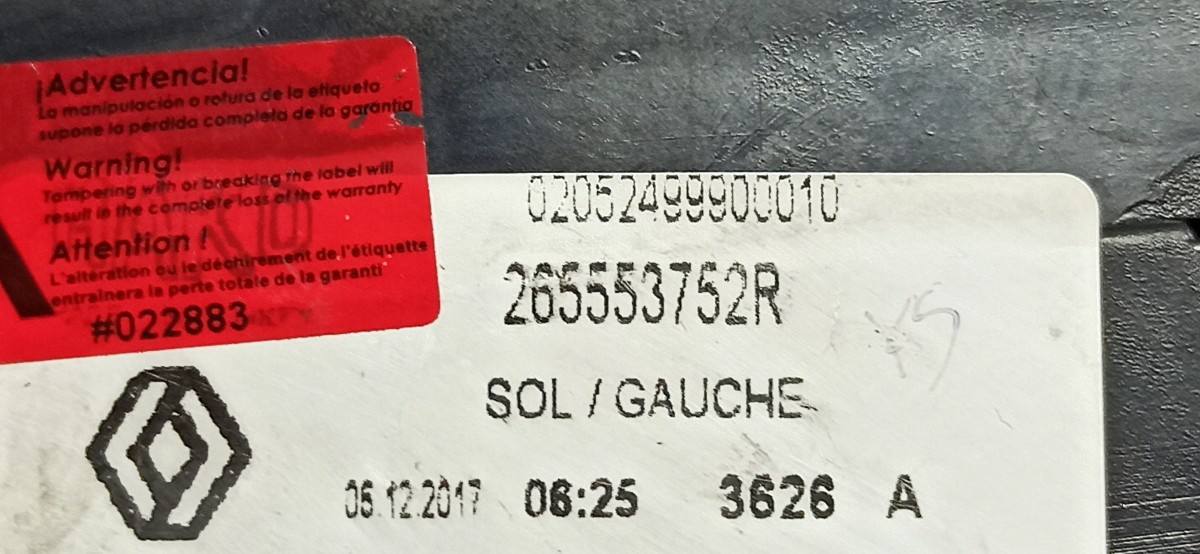 ¡Advertencia!
La manipulación o rotura de la etiqueta
supone la pérdida completa de la garantía
Warning!
Tampering with or breaking the label will
result in the complete loss of the warranty
Attention !
L'altération ou le déchirement de l'étiquette
entraînera la perte totale de la garanti
#022883
02052499900010
265553752R
SOL / GAUCHE
06.12.2017 06:25 3626 A